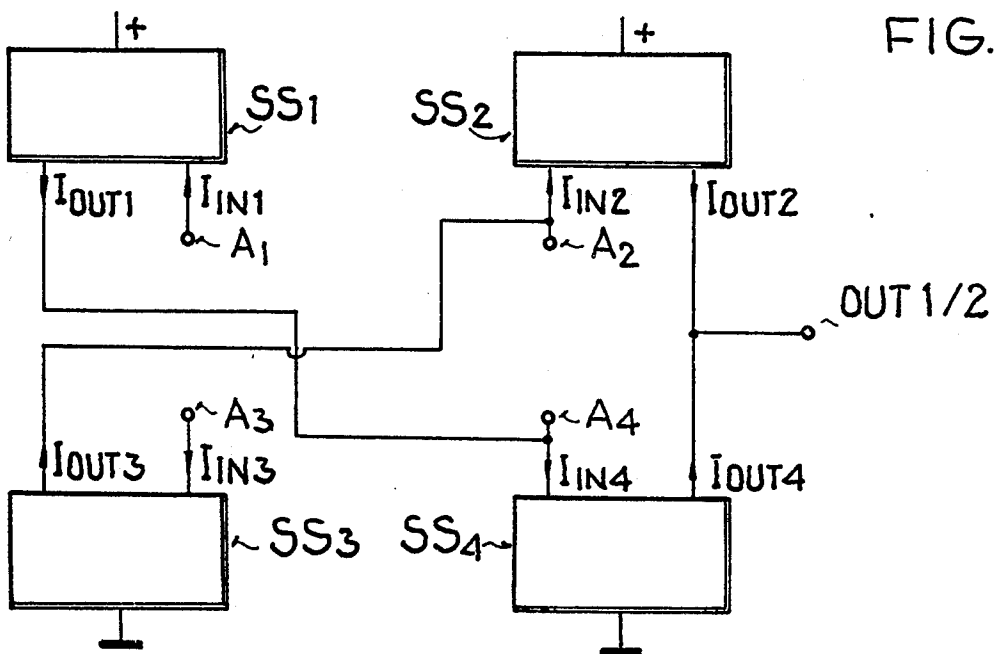 FIG.
+
+
SS1
SS2
IOUT1
IIN1
IIN2
IOUT2
A1
A2
OUT 1/2
A3
A4
IOUT3
IIN3
IIN4
IOUT4
SS3
SS4